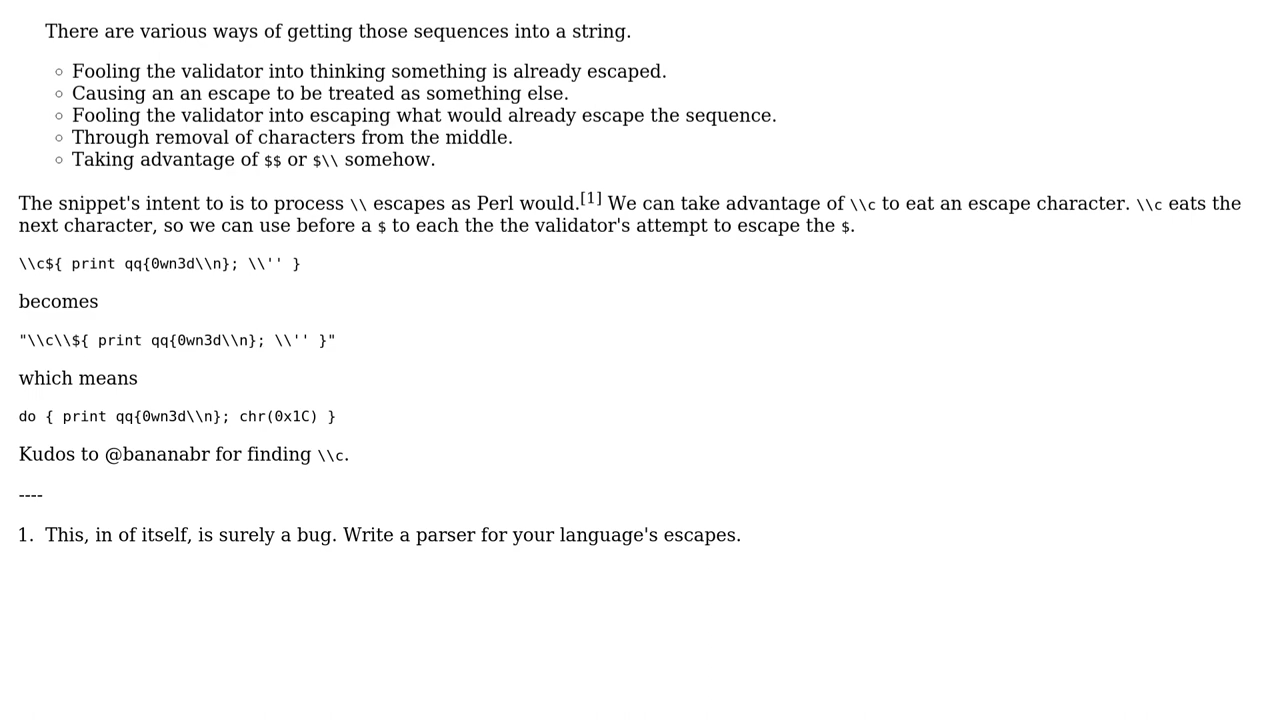 There are various ways of getting those sequences into a string.
◦ Fooling the validator into thinking something is already escaped.
◦ Causing an an escape to be treated as something else.
◦ Fooling the validator into escaping what would already escape the sequence.
◦ Through removal of characters from the middle.
◦ Taking advantage of $$ or $\\ somehow.
The snippet's intent to is to process \\ escapes as Perl would.[1] We can take advantage of \\c to eat an escape character. \\c eats the
next character, so we can use before a $ to each the the validator's attempt to escape the $.
\\c${ print qq{0wn3d\\n}; \\'' }
becomes
"\\c\\${ print qq{0wn3d\\n}; \\'' }"
which means
do { print qq{0wn3d\\n}; chr(0x1C) }
Kudos to @bananabr for finding \\c.
----
1. This, in of itself, is surely a bug. Write a parser for your language's escapes.